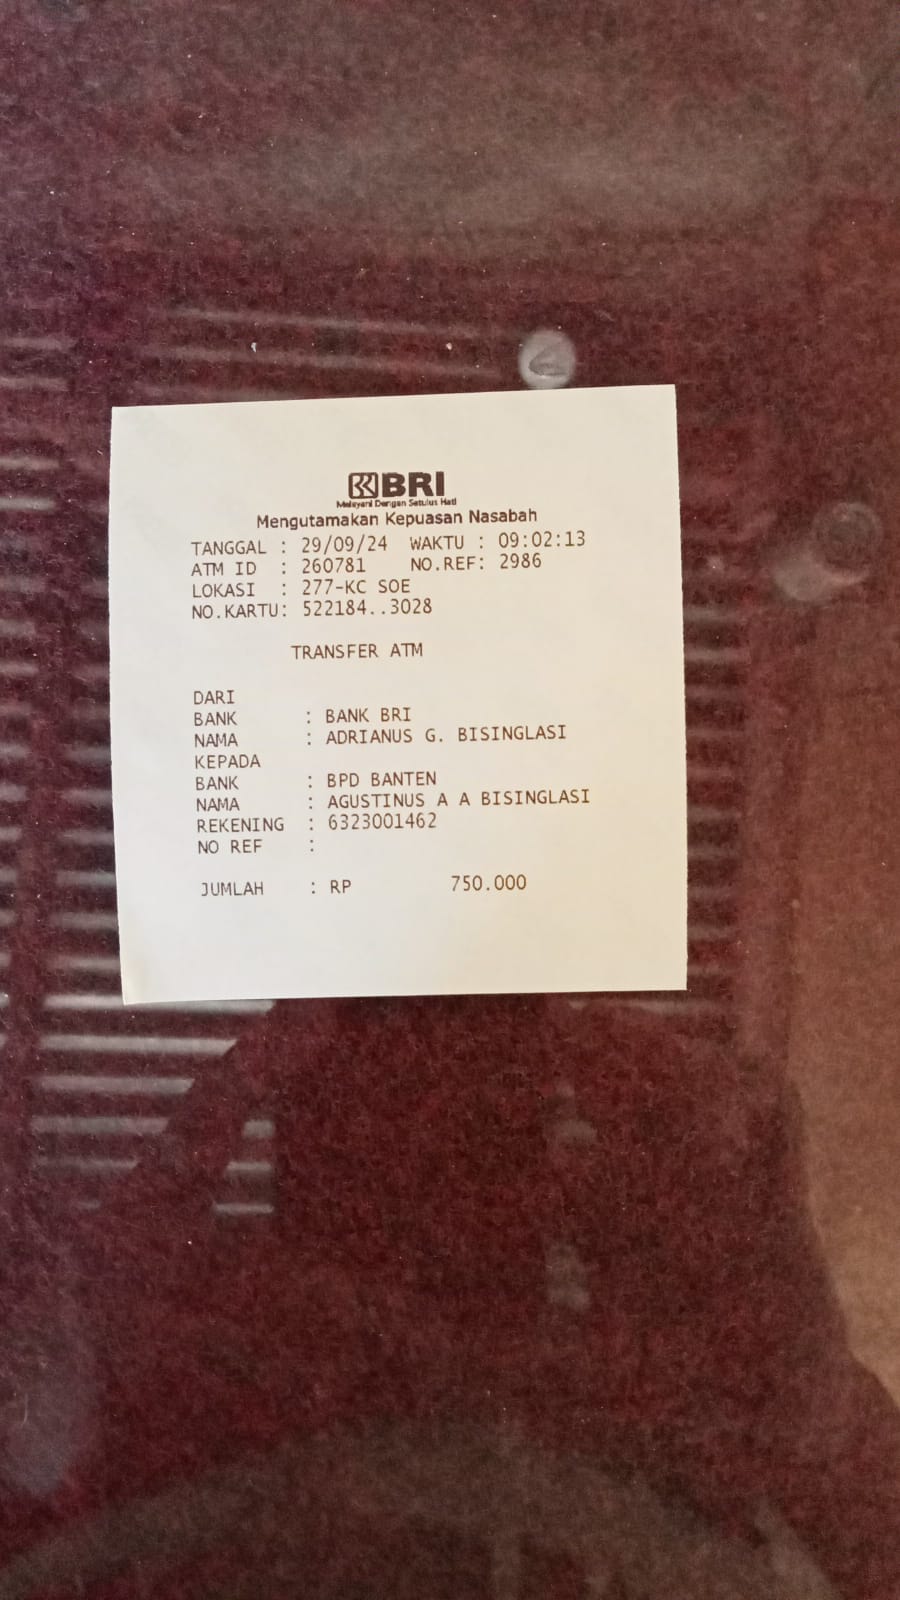 BRI
Melayani Dengan Setulus Hati
Mengutamakan Kepuasan Nasabah
TANGGAL : 29/09/24 WAKTU : 09:02:13
ATM ID : 260781 NO.REF: 2986
LOKASI : 277-KC SOE
NO.KARTU: 522184..3028
TRANSFER ATM
DARI
BANK : BANK BRI
NAMA : ADRIANUS G. BISINGLASI
KEPADA
BANK : BPD BANTEN
NAMA : AGUSTINUS A A BISINGLASI
REKENING : 6323001462
NO REF :
JUMLAH : RP 750.000